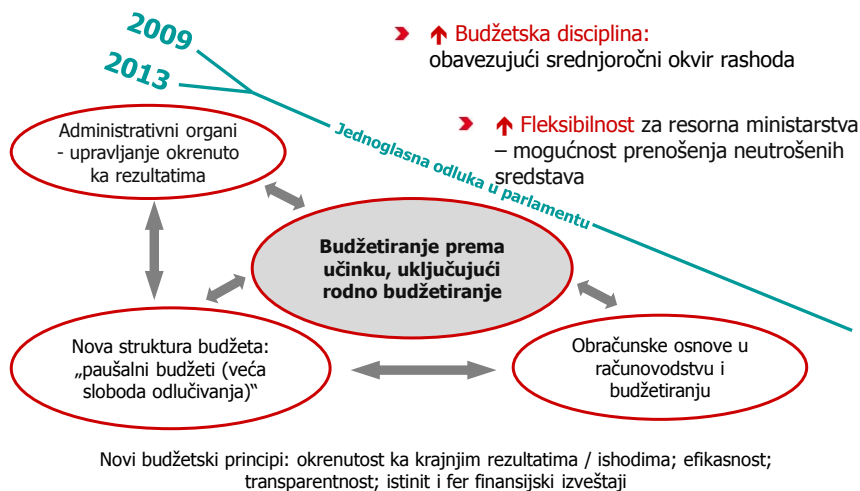 2009
2013
Budžetska disciplina:
obavezujući srednjoročni okvir rashoda
Fleksibilnost za resorna ministarstva
– mogućnost prenošenja neutrošenih
sredstava
Jednoglasna odluka u parlamentu
Administrativni organi
- upravljanje okrenuto
ka rezultatima
Budžetiranje prema
učinku, uključujući
rodno budžetiranje
Nova struktura budžeta:
„paušalni budžeti (veća
sloboda odlučivanja)“
Obračunske osnove u
računovodstvu i
budžetiranju
Novi budžetski principi: okrenutost ka krajnjim rezultatima / ishodima; efikasnost;
transparentnost; istinit i fer finansijski izveštaji